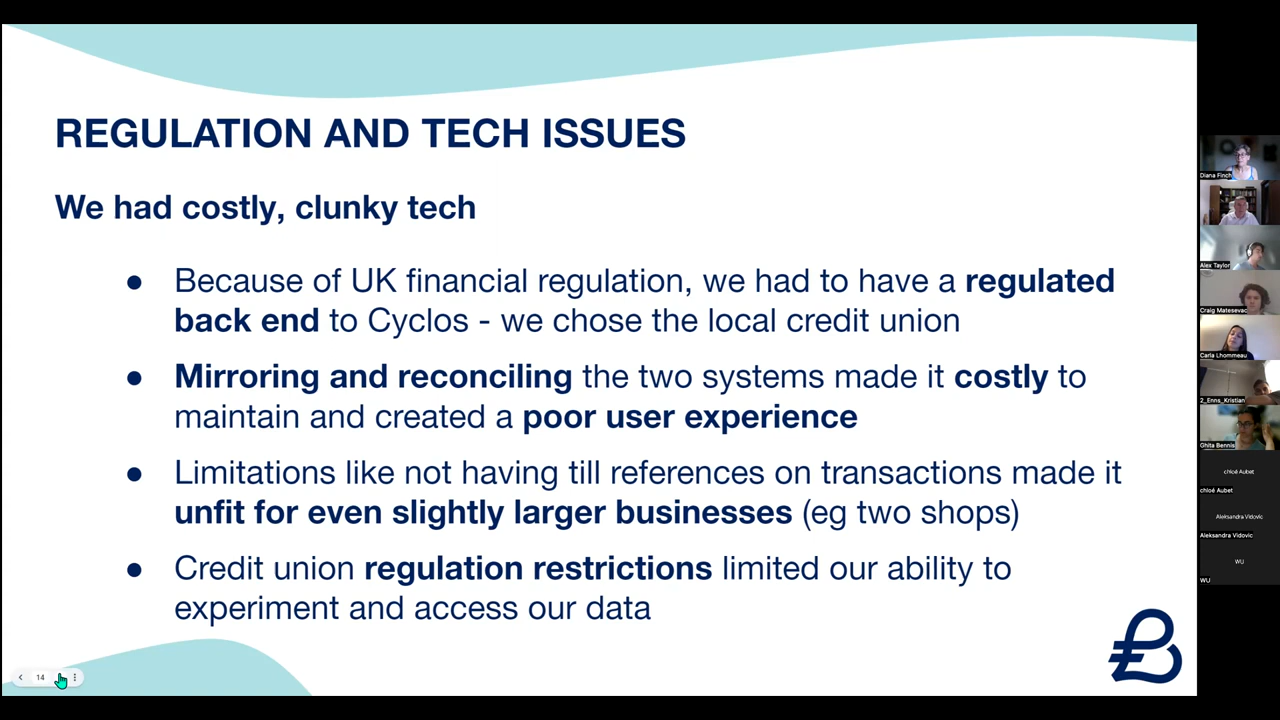 REGULATION AND TECH ISSUES
We had costly, clunky tech
● Because of UK financial regulation, we had to have a regulated
back end to Cyclos - we chose the local credit union
● Mirroring and reconciling the two systems made it costly to
maintain and created a poor user experience
● Limitations like not having till references on transactions made it
unfit for even slightly larger businesses (eg two shops)
● Credit union regulation restrictions limited our ability to
experiment and access our data
14
Diana Finch
Alex Taylor
Craig Matesevac
Carla Lhommeau
2_Enns_Kristian
Ghita Bennis
chloé Aubet
chloé Aubet
Aleksandra Vidovic
Aleksandra Vidovic
WU
WU